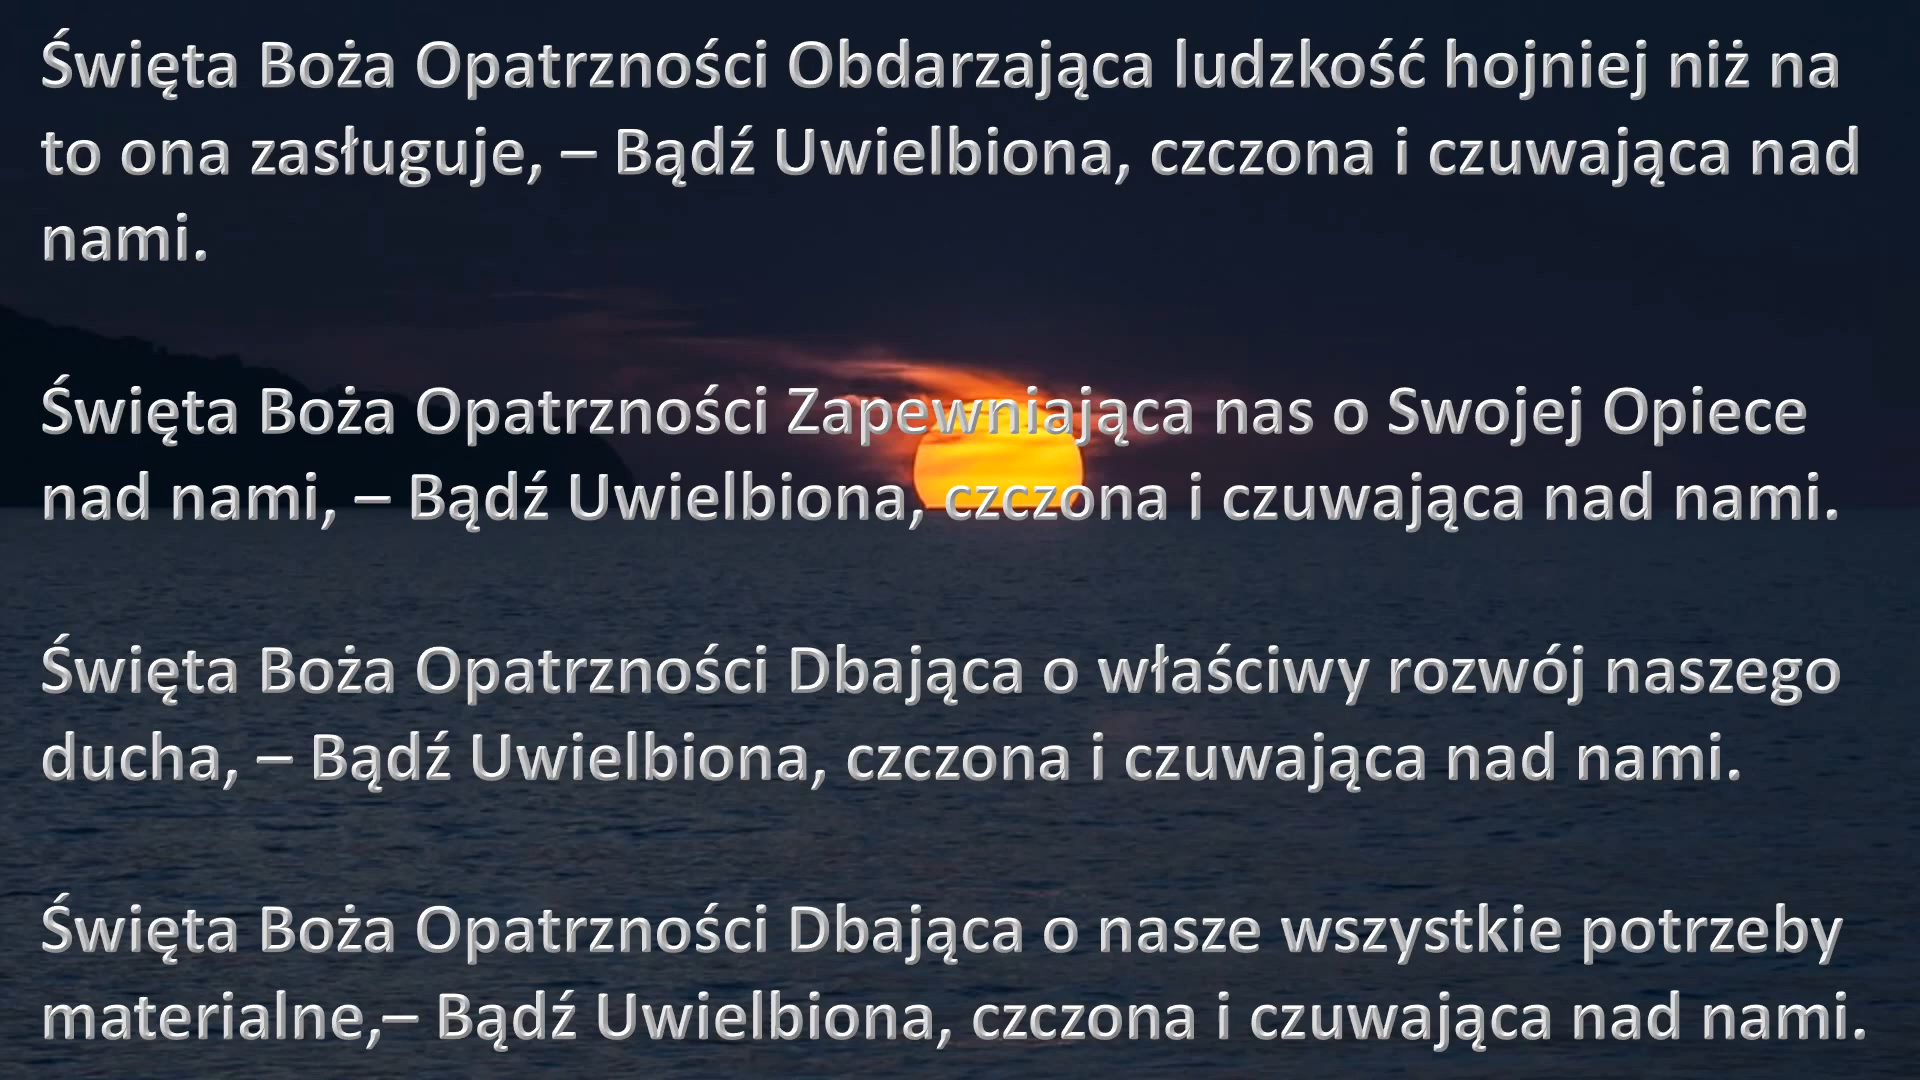 Święta Boża Opatrzności Obdarzająca ludzkość hojniej niż na
to ona zasługuje, – Bądź Uwielbiona, czczona i czuwająca nad
nami.
Święta Boża Opatrzności Zapewniająca nas o Swojej Opiece
nad nami, – Bądź Uwielbiona, czczona i czuwająca nad nami.
Święta Boża Opatrzności Dbająca o właściwy rozwój naszego
ducha, – Bądź Uwielbiona, czczona i czuwająca nad nami.
Święta Boża Opatrzności Dbająca o nasze wszystkie potrzeby
materialne,– Bądź Uwielbiona, czczona i czuwająca nad nami.